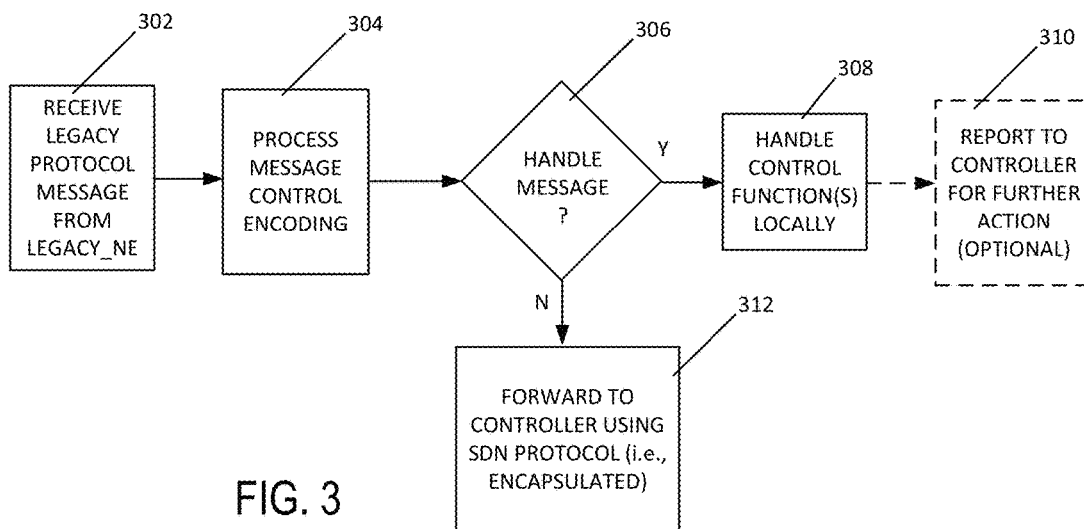 302
RECEIVE
LEGACY
PROTOCOL
MESSAGE
FROM
LEGACY_NE
304
PROCESS
MESSAGE
CONTROL
ENCODING
306
HANDLE
MESSAGE
?
Y
N
308
HANDLE
CONTROL
FUNCTION(S)
LOCALLY
310
REPORT TO
CONTROLLER
FOR FURTHER
ACTION
(OPTIONAL)
312
FORWARD TO
CONTROLLER USING
SDN PROTOCOL (i.e.,
ENCAPSULATED)
FIG. 3